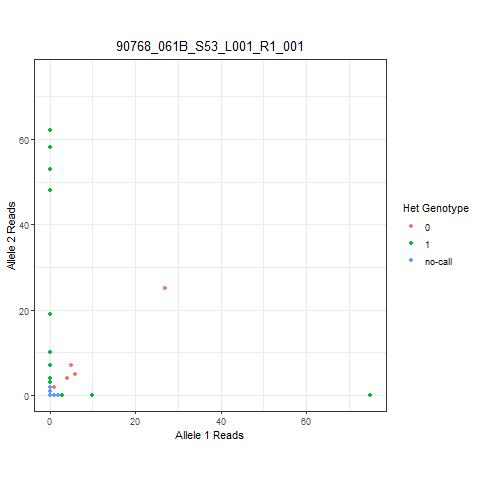 90768_061B_S53_L001_R1_001
Allele 2 Reads
60
40
20
0
0 20 40 60
Allele 1 Reads
Het Genotype
0
1
no-call